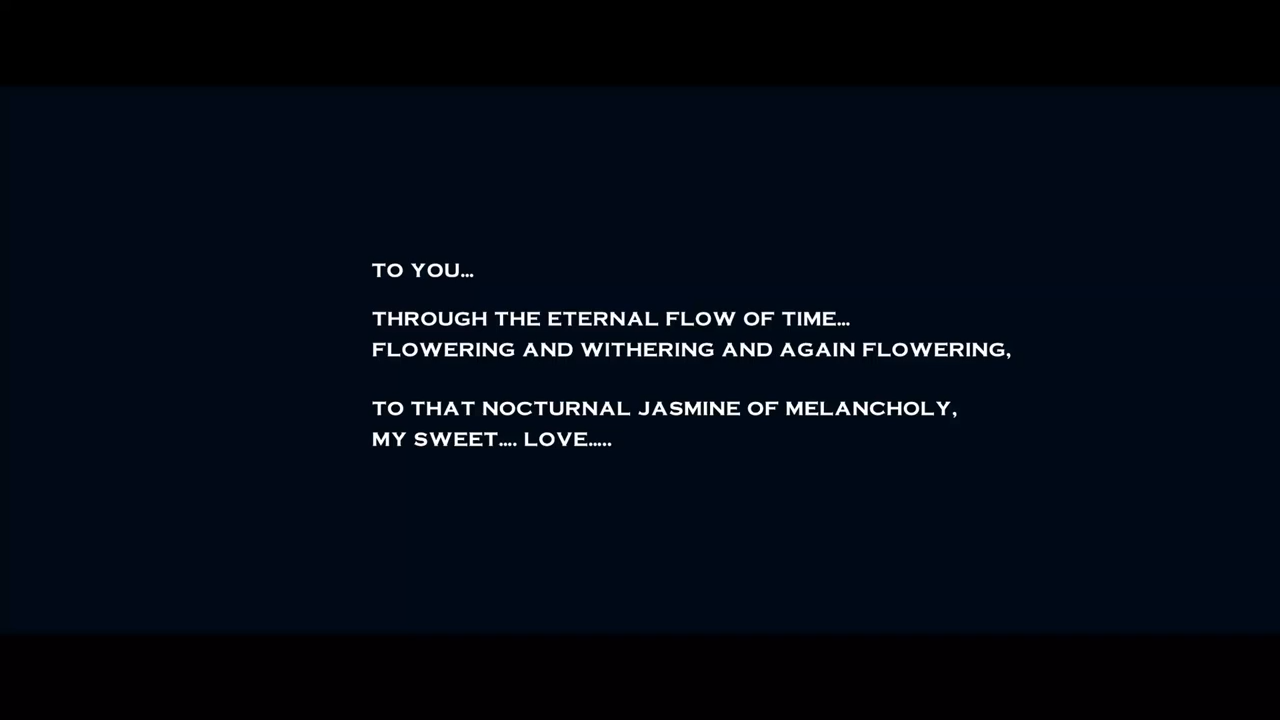 TO YOU...
THROUGH THE ETERNAL FLOW OF TIME...
FLOWERING AND WITHERING AND AGAIN FLOWERING,
TO THAT NOCTURNAL JASMINE OF MELANCHOLY,
MY SWEET.... LOVE.....